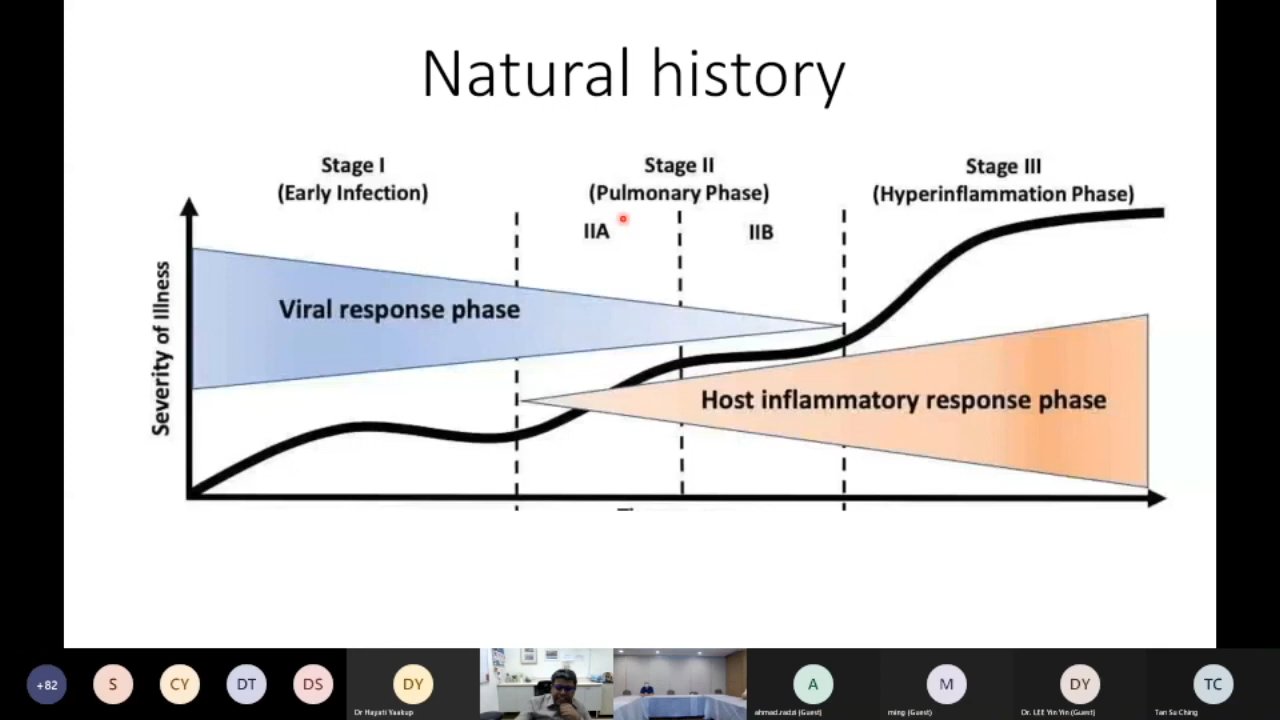 Natural history
Stage I
(Early Infection)
Stage II
(Pulmonary Phase)
Stage III
(Hyperinflammation Phase)
IIA
IIB
Severity of Illness
Viral response phase
Host inflammatory response phase
+82
S
CY
DT
DS
DY
Dr Hayati Yaakup
A
ahmad.radzi (Guest)
M
ming (Guest)
DY
Dr. LEE Yin Yin (Guest)
TC
Tan Su Ching